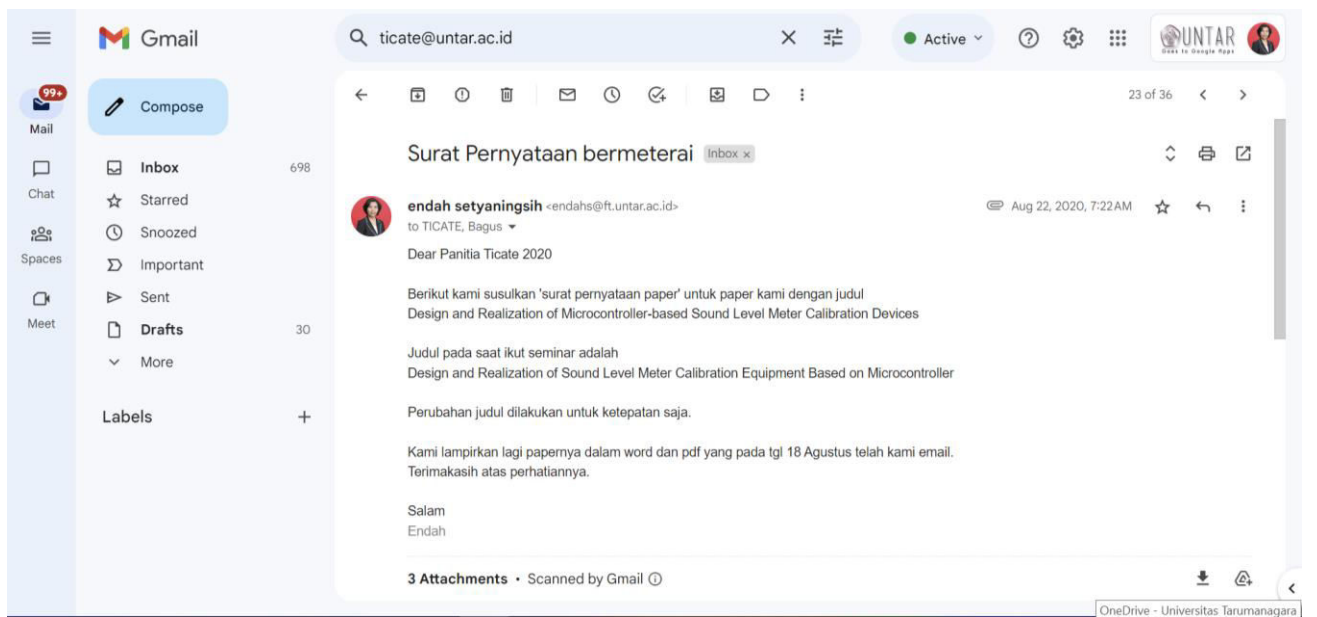 Gmail
ticate@untar.ac.id
Active
UNTAR
Goes to Google Apps
99+
Mail
Compose
23 of 36
Chat
Inbox 698
Starred
Snoozed
Important
Sent
Drafts 30
More
Spaces
Meet
Labels
Surat Pernyataan bermeterai Inbox x
endah setyaningsih <endahs@ft.untar.ac.id> Aug 22, 2020, 7:22 AM
to TICATE, Bagus
Dear Panitia Ticate 2020
Berikut kami susulkan 'surat pernyataan paper' untuk paper kami dengan judul
Design and Realization of Microcontroller-based Sound Level Meter Calibration Devices
Judul pada saat ikut seminar adalah
Design and Realization of Sound Level Meter Calibration Equipment Based on Microcontroller
Perubahan judul dilakukan untuk ketepatan saja.
Kami lampirkan lagi papernya dalam word dan pdf yang pada tgl 18 Agustus telah kami email.
Terimakasih atas perhatiannya.
Salam
Endah
3 Attachments • Scanned by Gmail
OneDrive - Universitas Tarumanagara